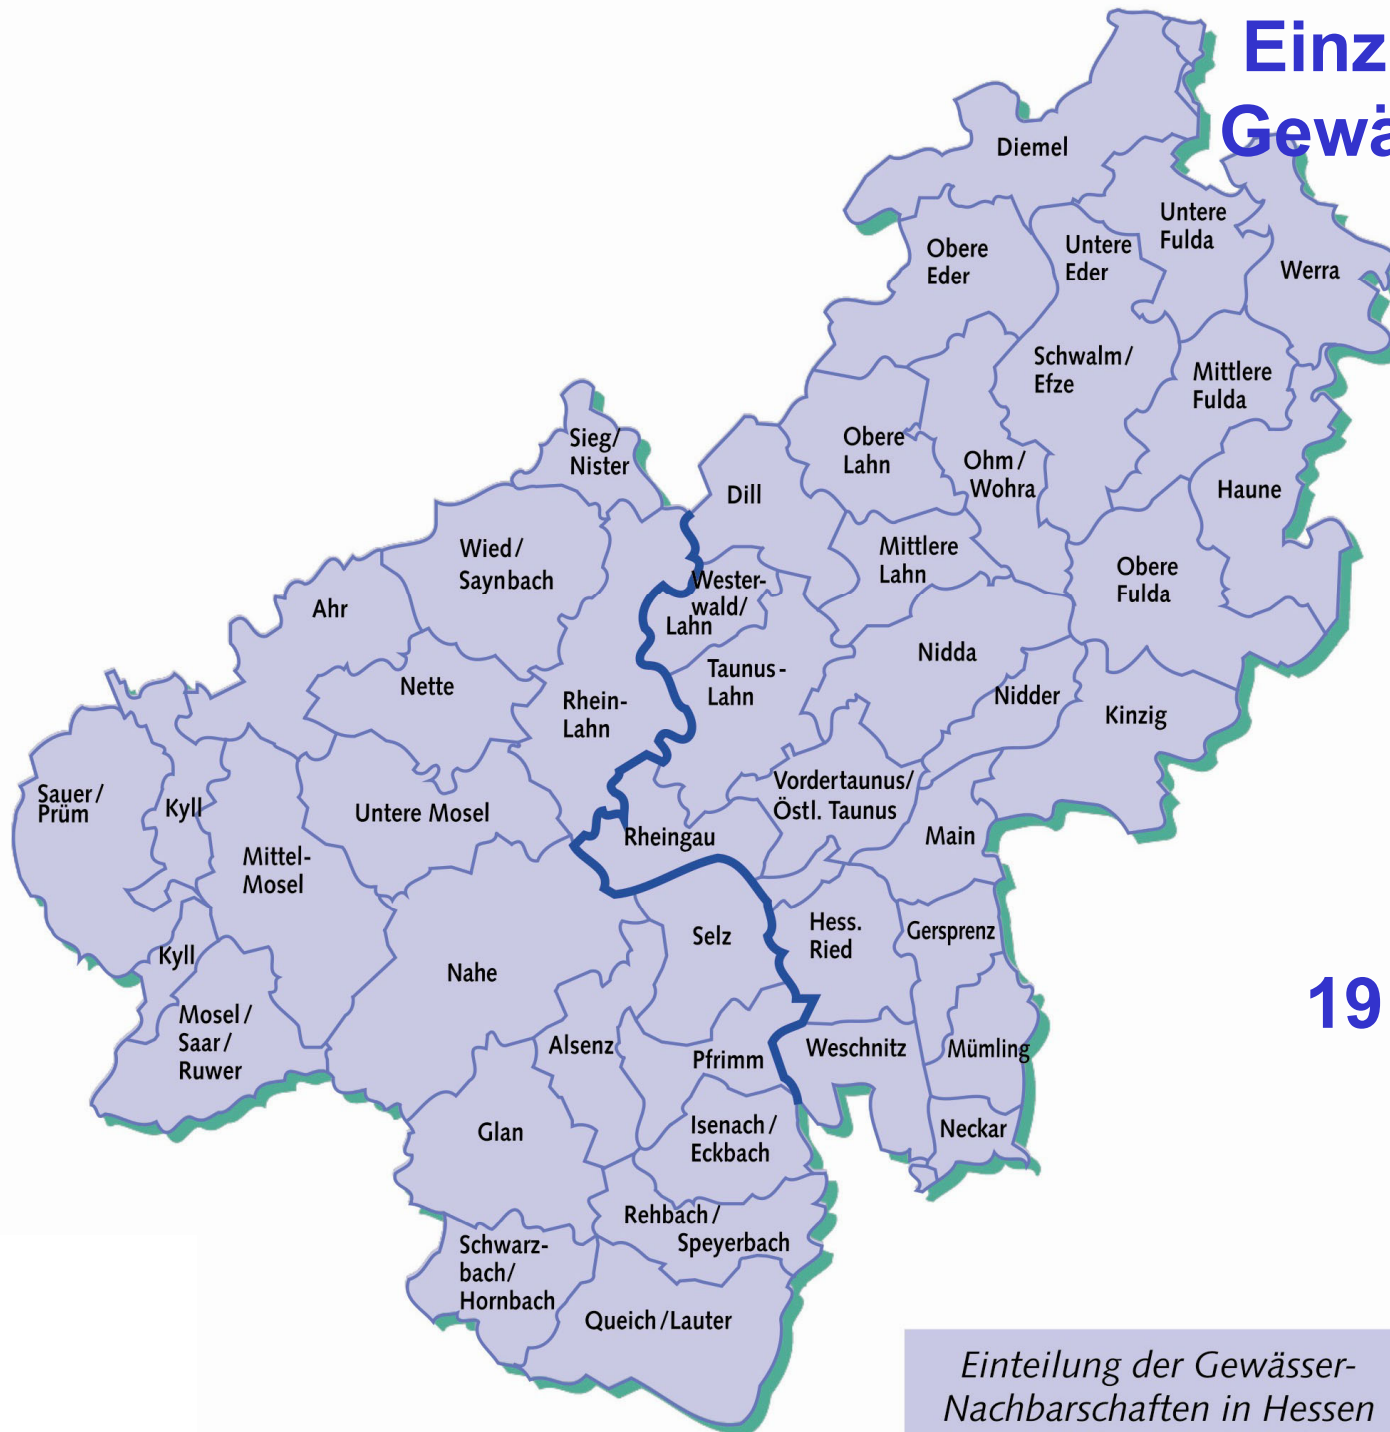 Einz
Gewä
Diemel
Untere
Fulda
Obere
Eder
Untere
Eder
Werra
Schwalm/
Efze
Mittlere
Fulda
Sieg/
Nister
Obere
Lahn
Ohm/
Wohra
Dill
Haune
Wied/
Saynbach
Mittlere
Lahn
Obere
Fulda
Wester-
wald/
Lahn
Ahr
Nidda
Taunus-
Lahn
Nette
Rhein-
Lahn
Nidder
Kinzig
Sauer/
Prüm
Kyll
Untere Mosel
Vordertaunus/
Östl. Taunus
Rheingau
Main
Mittel-
Mosel
Hess.
Ried
Gersprenz
Selz
Kyll
Nahe
19
Mosel/
Saar/
Ruwer
Alsenz
Pfrimm
Weschnitz
Mümling
Glan
Isenach/
Eckbach
Neckar
Rehbach/
Speyerbach
Schwarz-
bach/
Hornbach
Queich/Lauter
Einteilung der Gewässer-
Nachbarschaften in Hessen